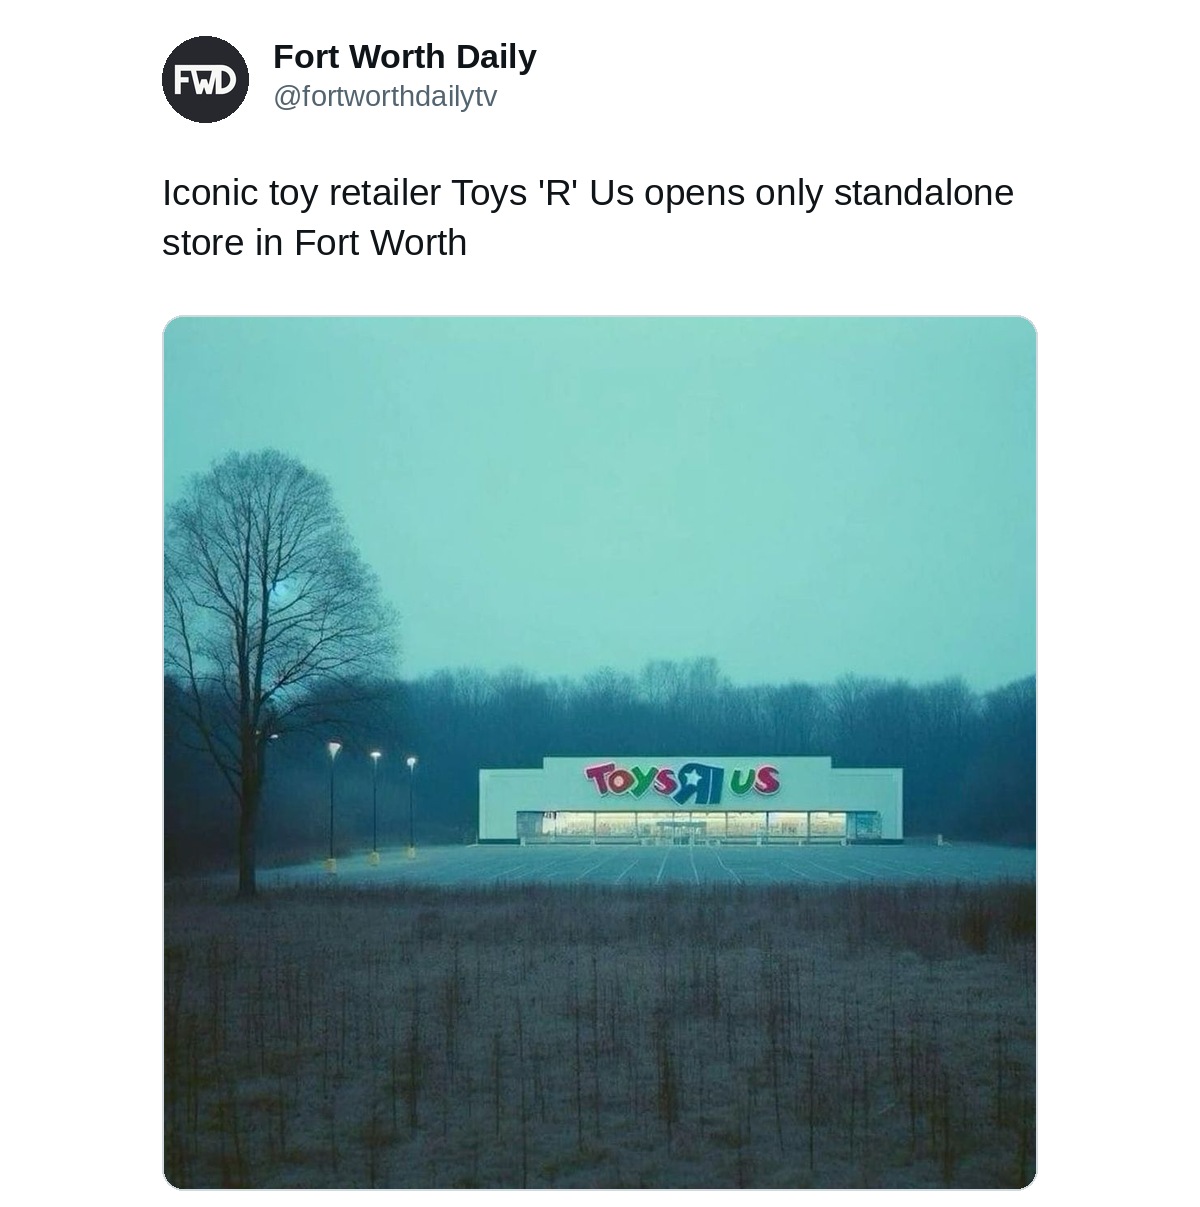 FWD
Fort Worth Daily
@fortworthdailytv
Iconic toy retailer Toys 'R' Us opens only standalone
store in Fort Worth
TOYS R US